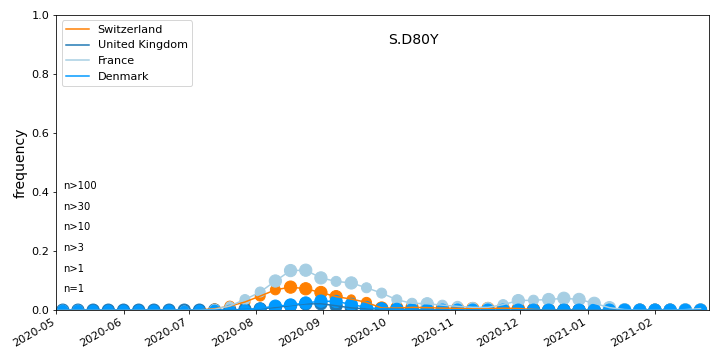 S.D80Y
Switzerland
United Kingdom
France
Denmark
frequency
1.0
0.8
0.6
0.4
0.2
0.0
n>100
n>30
n>10
n>3
n>1
n=1
2020-05
2020-06
2020-07
2020-08
2020-09
2020-10
2020-11
2020-12
2021-01
2021-02